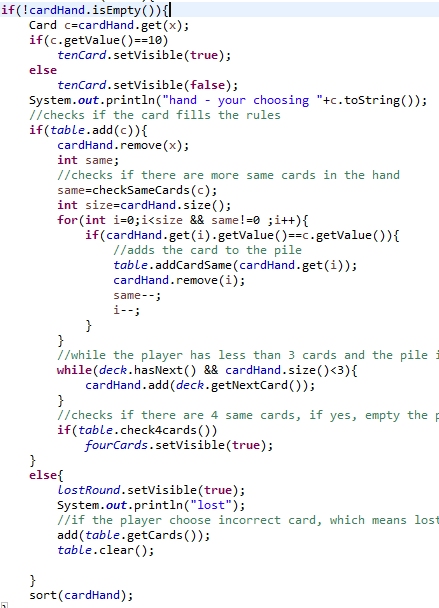 if(!cardHand.isEmpty()){
Card c=cardHand.get(x);
if(c.getValue()==10)
tenCard.setVisible(true);
else
tenCard.setVisible(false);
System.out.println("hand - your choosing "+c.toString());
//checks if the card fills the rules
if(table.add(c)){
cardHand.remove(x);
int same;
//checks if there are more same cards in the hand
same=checkSameCards(c);
int size=cardHand.size();
for(int i=0;i<size && same!=0 ;i++){
if(cardHand.get(i).getValue()==c.getValue()){
//adds the card to the pile
table.addCardSame(cardHand.get(i));
cardHand.remove(i);
same--;
i--;
}
}
//while the player has less than 3 cards and the pile i
while(deck.hasNext() && cardHand.size()<3){
cardHand.add(deck.getNextCard());
}
//checks if there are 4 same cards, if yes, empty the p
if(table.check4cards())
fourCards.setVisible(true);
}
else{
lostRound.setVisible(true);
System.out.println("lost");
//if the player choose incorrect card, which means lost
add(table.getCards());
table.clear();
}
sort(cardHand);
}